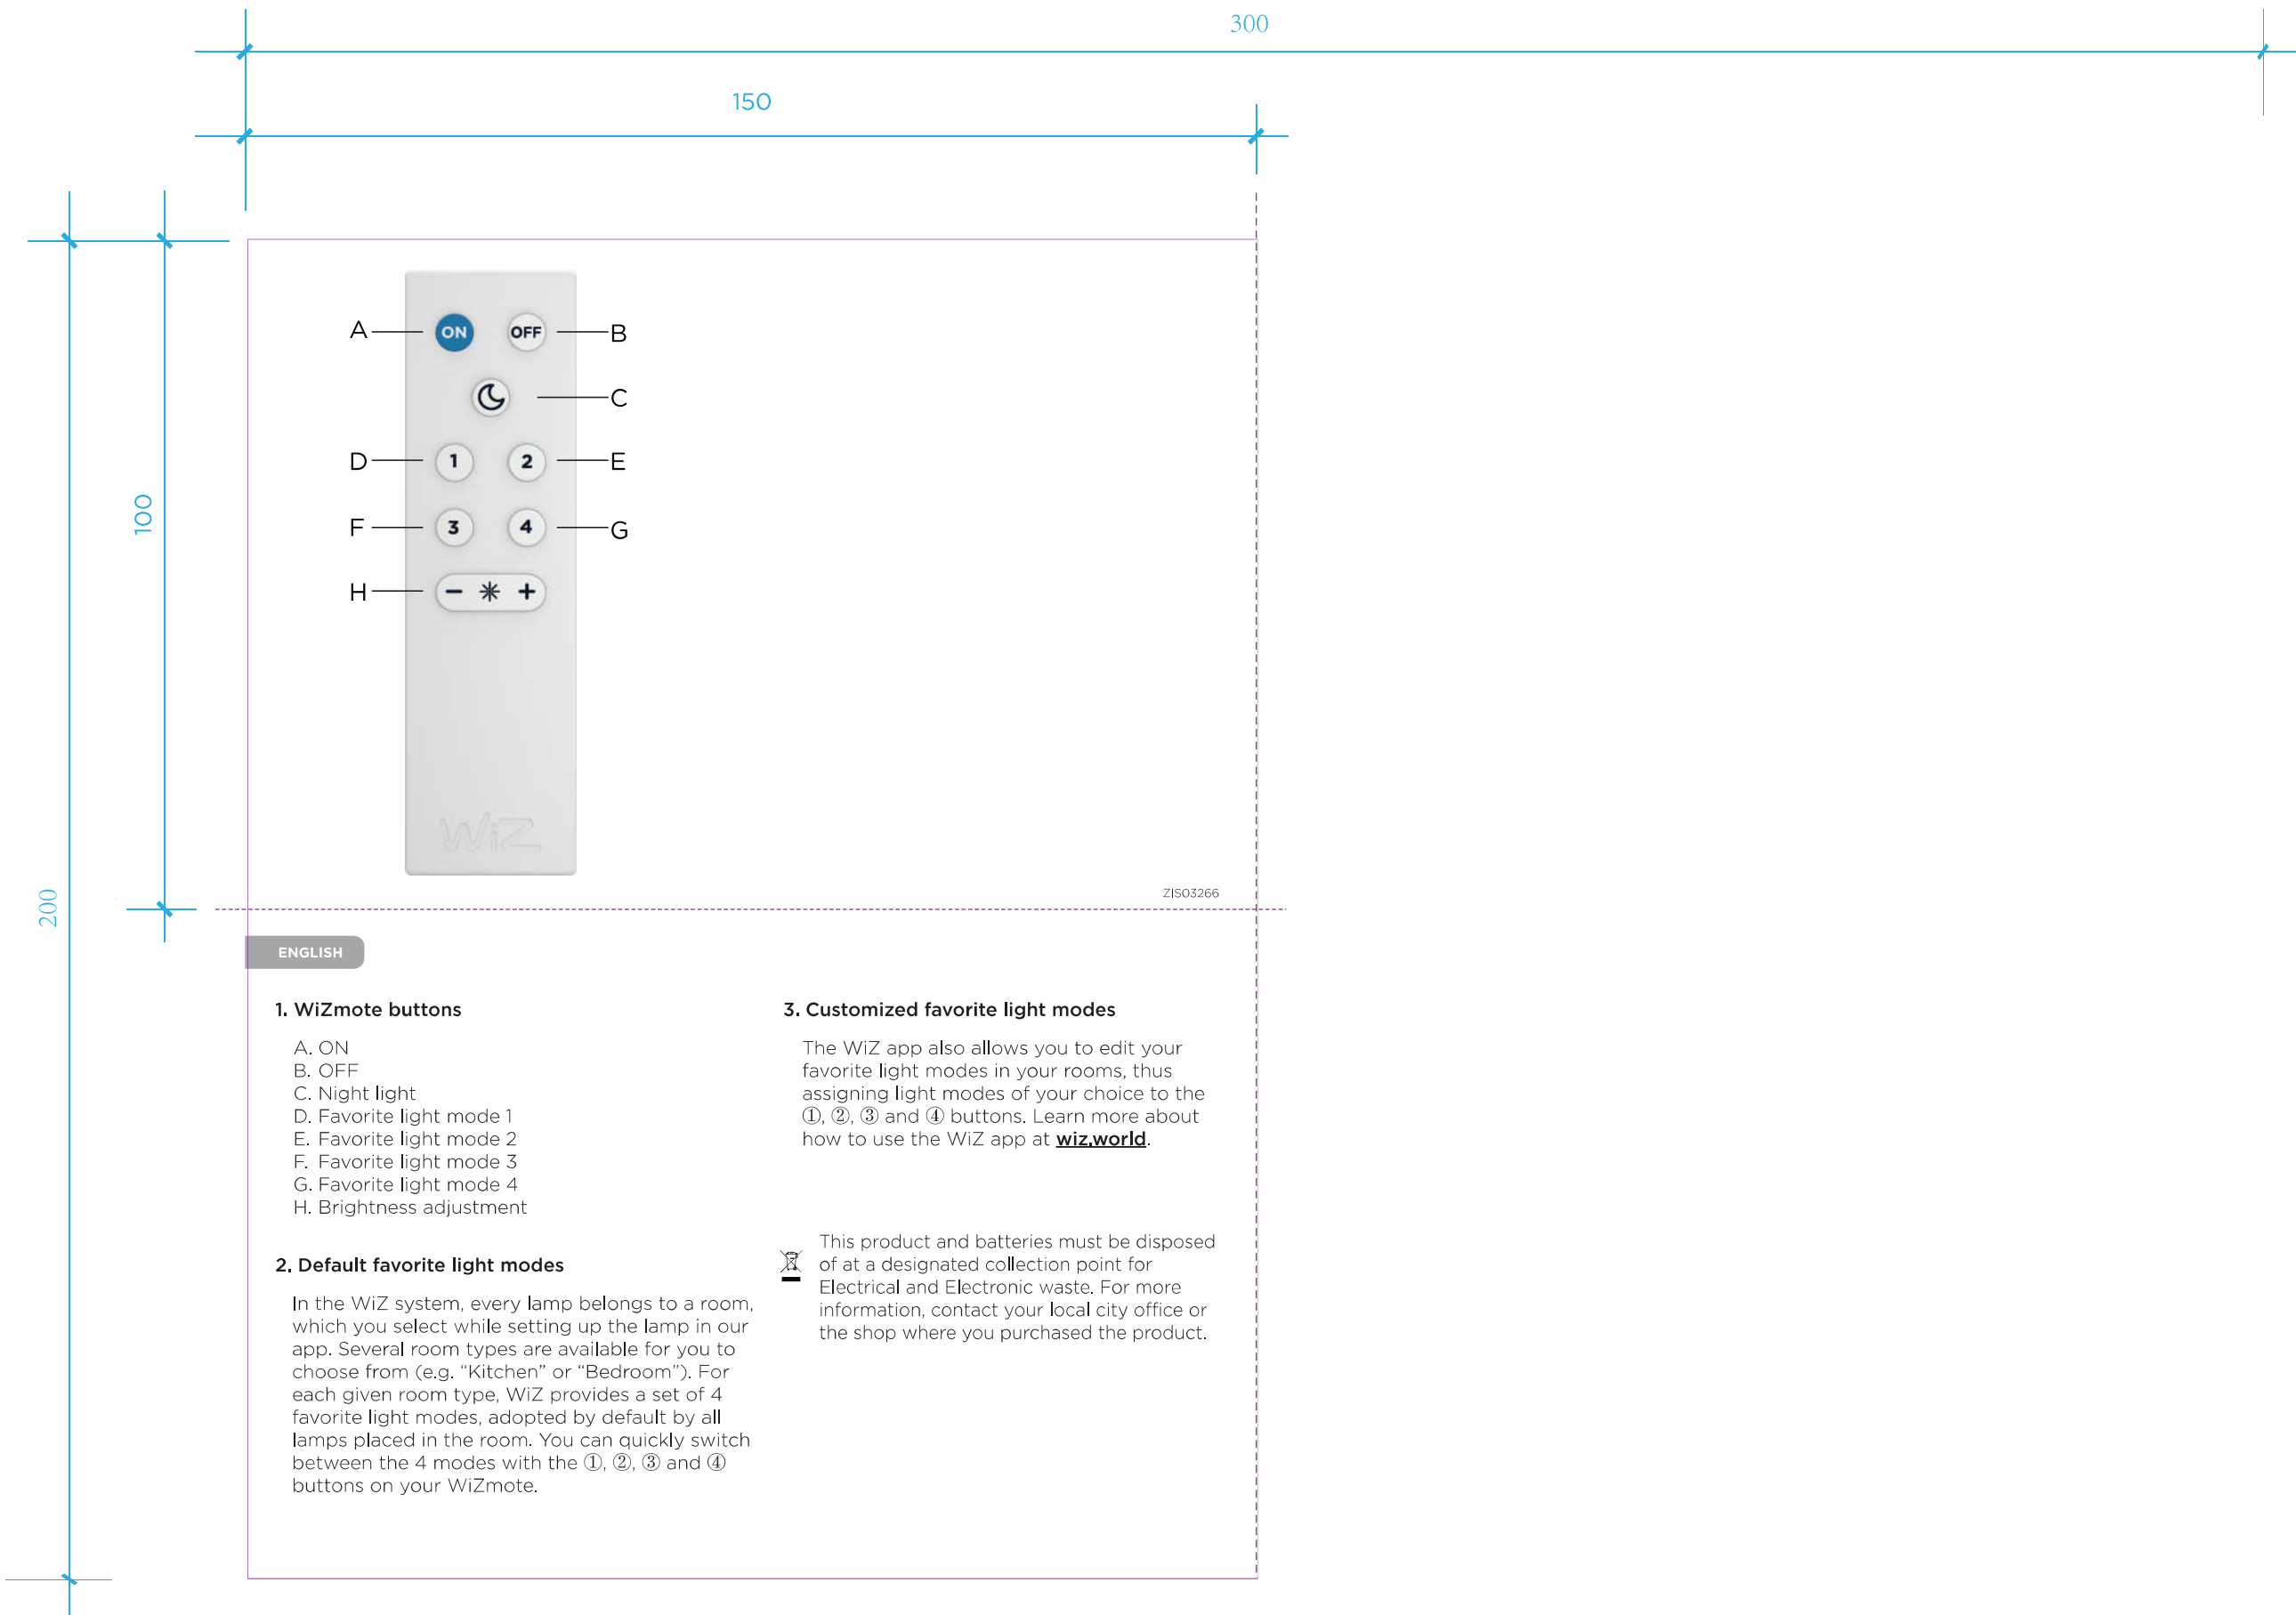 300
150
A
ON
OFF
B
C
D
1
2
E
100
F
3
4
G
H
- +
WiZ
200
ZIS03266
ENGLISH
1. WiZmote buttons
A. ON
B. OFF
C. Night light
D. Favorite light mode 1
E. Favorite light mode 2
F. Favorite light mode 3
G. Favorite light mode 4
H. Brightness adjustment
2. Default favorite light modes
In the WiZ system, every lamp belongs to a room,
which you select while setting up the lamp in our
app. Several room types are available for you to
choose from (e.g. “Kitchen” or “Bedroom”). For
each given room type, WiZ provides a set of 4
favorite light modes, adopted by default by all
lamps placed in the room. You can quickly switch
between the 4 modes with the ①, ②, ③ and ④
buttons on your WiZmote.
3. Customized favorite light modes
The WiZ app also allows you to edit your
favorite light modes in your rooms, thus
assigning light modes of your choice to the
①, ②, ③ and ④ buttons. Learn more about
how to use the WiZ app at wiz.world.
This product and batteries must be disposed
of at a designated collection point for
Electrical and Electronic waste. For more
information, contact your local city office or
the shop where you purchased the product.